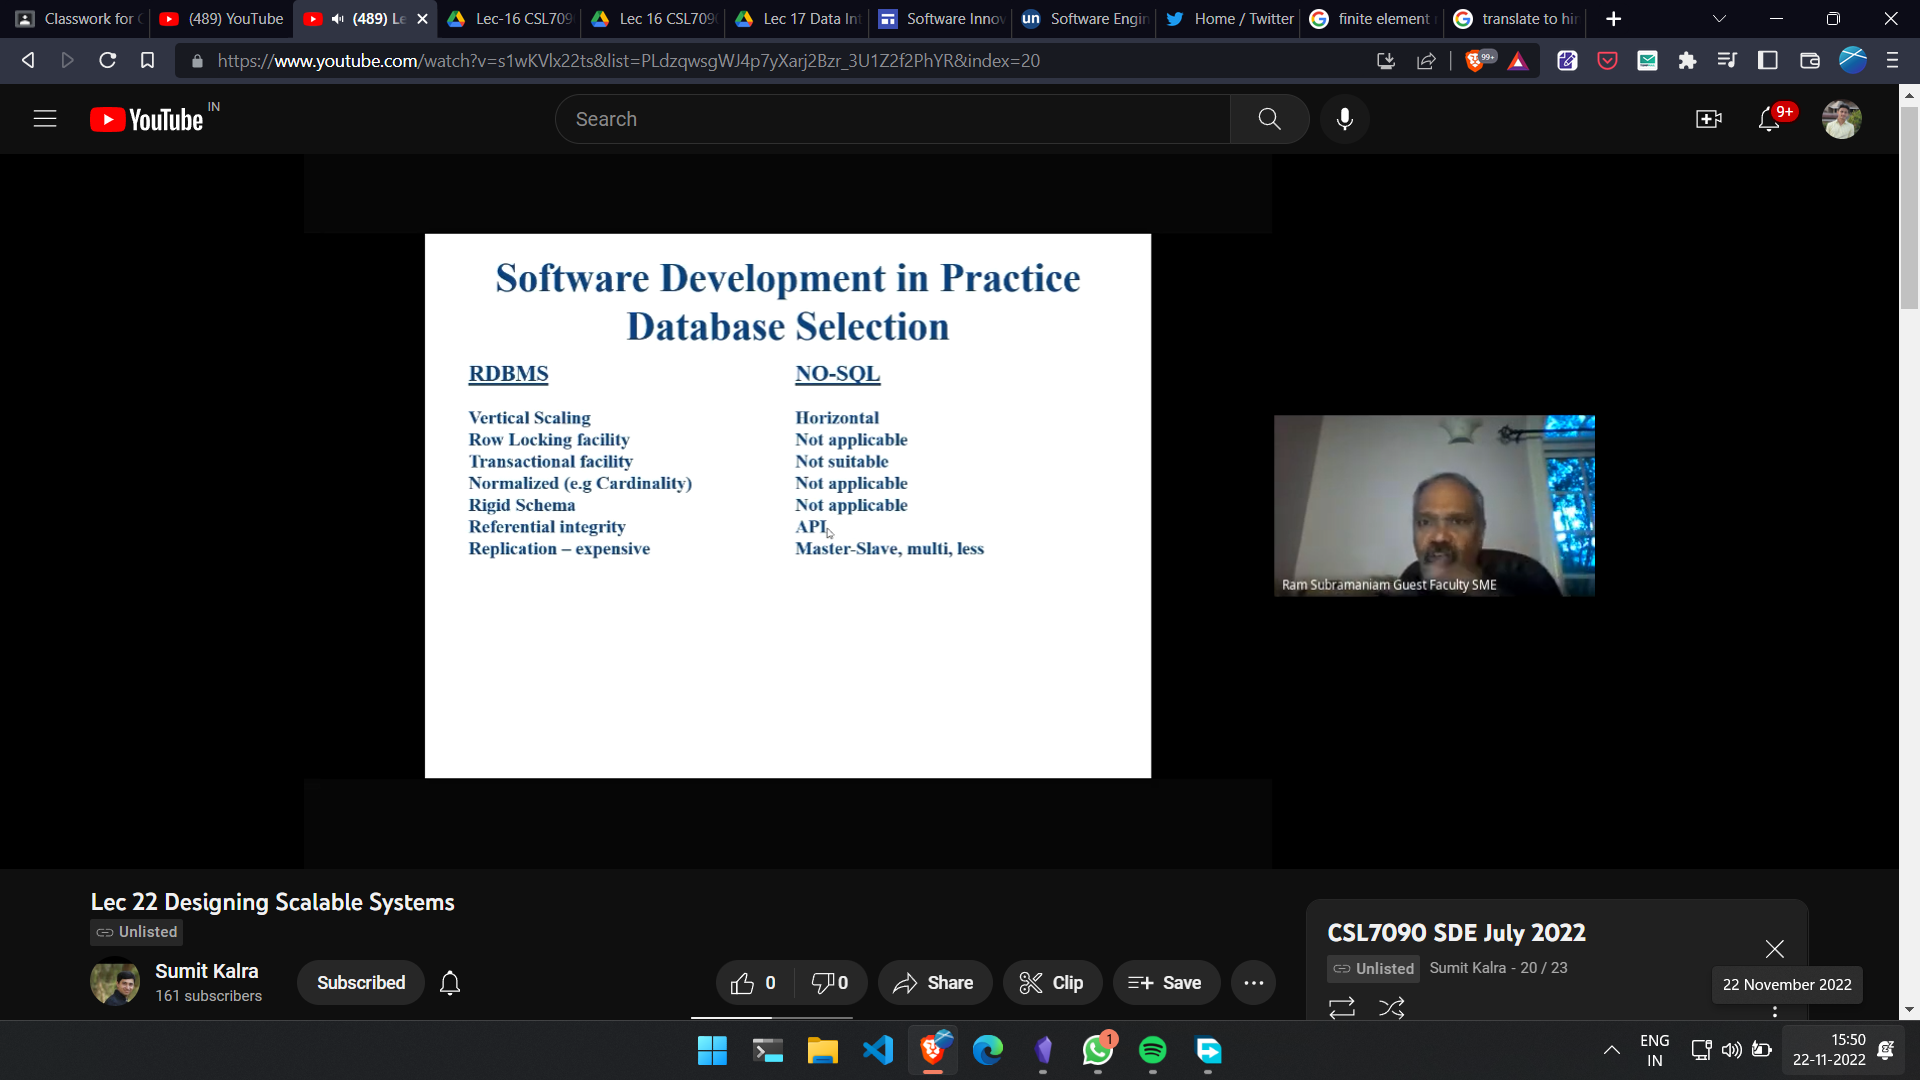 Classwork for
(489) YouTube
(489) Le
Lec-16 CSL709
Lec 16 CSL709
Lec 17 Data Int
Software Innov
un
Software Engin
Home / Twitter
finite element
translate to hin
https://www.youtube.com/watch?v=s1wKVlx22ts&list=PLdzqwsgWJ4p7yXarj2Bzr_3U1Z2f2PhYR&index=20
99+
YouTube IN
Search
9+
Software Development in Practice
Database Selection
RDBMS NO-SQL
Vertical Scaling Horizontal
Row Locking facility Not applicable
Transactional facility Not suitable
Normalized (e.g Cardinality) Not applicable
Rigid Schema Not applicable
Referential integrity API
Replication – expensive Master-Slave, multi, less
Ram Subramaniam Guest Faculty SME
Lec 22 Designing Scalable Systems
Unlisted
Sumit Kalra
161 subscribers
Subscribed
0
0
Share
Clip
Save
CSL7090 SDE July 2022
Unlisted Sumit Kalra - 20 / 23
22 November 2022
1
ENG
IN
15:50
22-11-2022